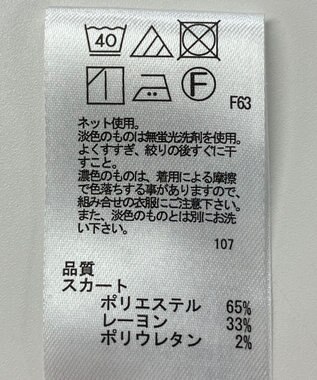 40
F
F63
ネット使用。
淡色のものは無蛍光洗剤を使用。
よくすすぎ、絞りの後すぐに干
すこと。
濃色のものは、着用による摩擦
で色落ちする事がありますので、
組み合せの衣服にご注意下さい。
また、淡色のものとは別にお洗
い下さい。
107
品質
スカート
ポリエステル 65%
レーヨン 33%
ポリウレタン 2%